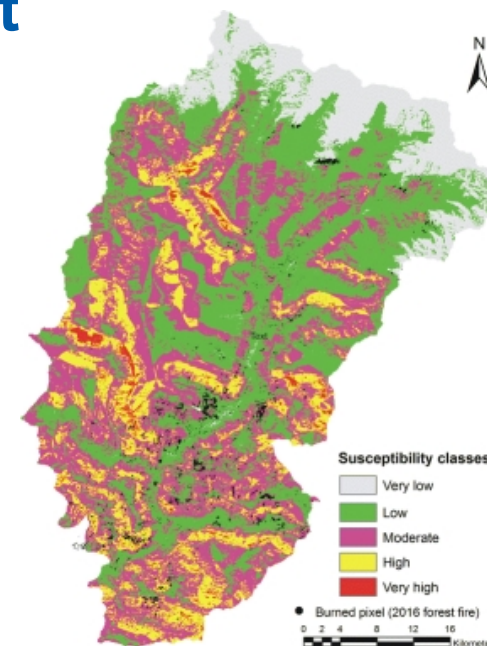 t
N
Susceptibility classes
Very low
Low
Moderate
High
Very high
Burned pixel (2016 forest fire)
0 2 4 8 12 16
Kilomete